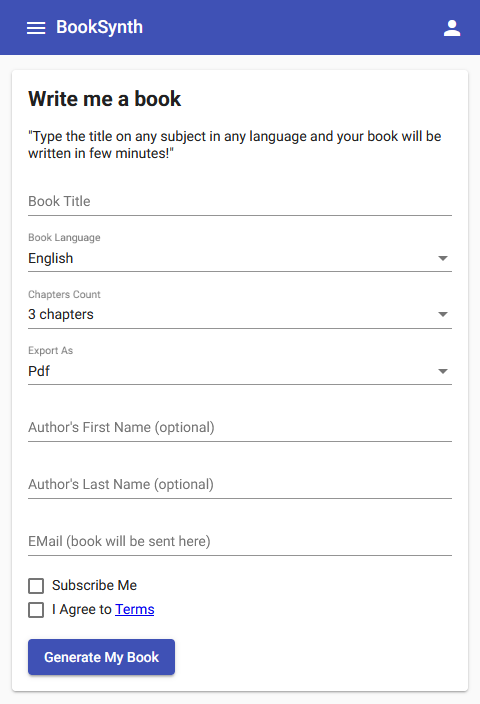 BookSynth
Write me a book
"Type the title on any subject in any language and your book will be
written in few minutes!"
Book Title
Book Language
English
Chapters Count
3 chapters
Export As
Pdf
Author's First Name (optional)
Author's Last Name (optional)
EMail (book will be sent here)
Subscribe Me
I Agree to Terms
Generate My Book